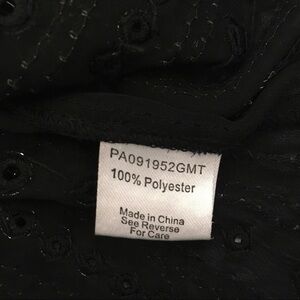 PA091952GMT
100% Polyester
Made in China
See Reverse
For Care